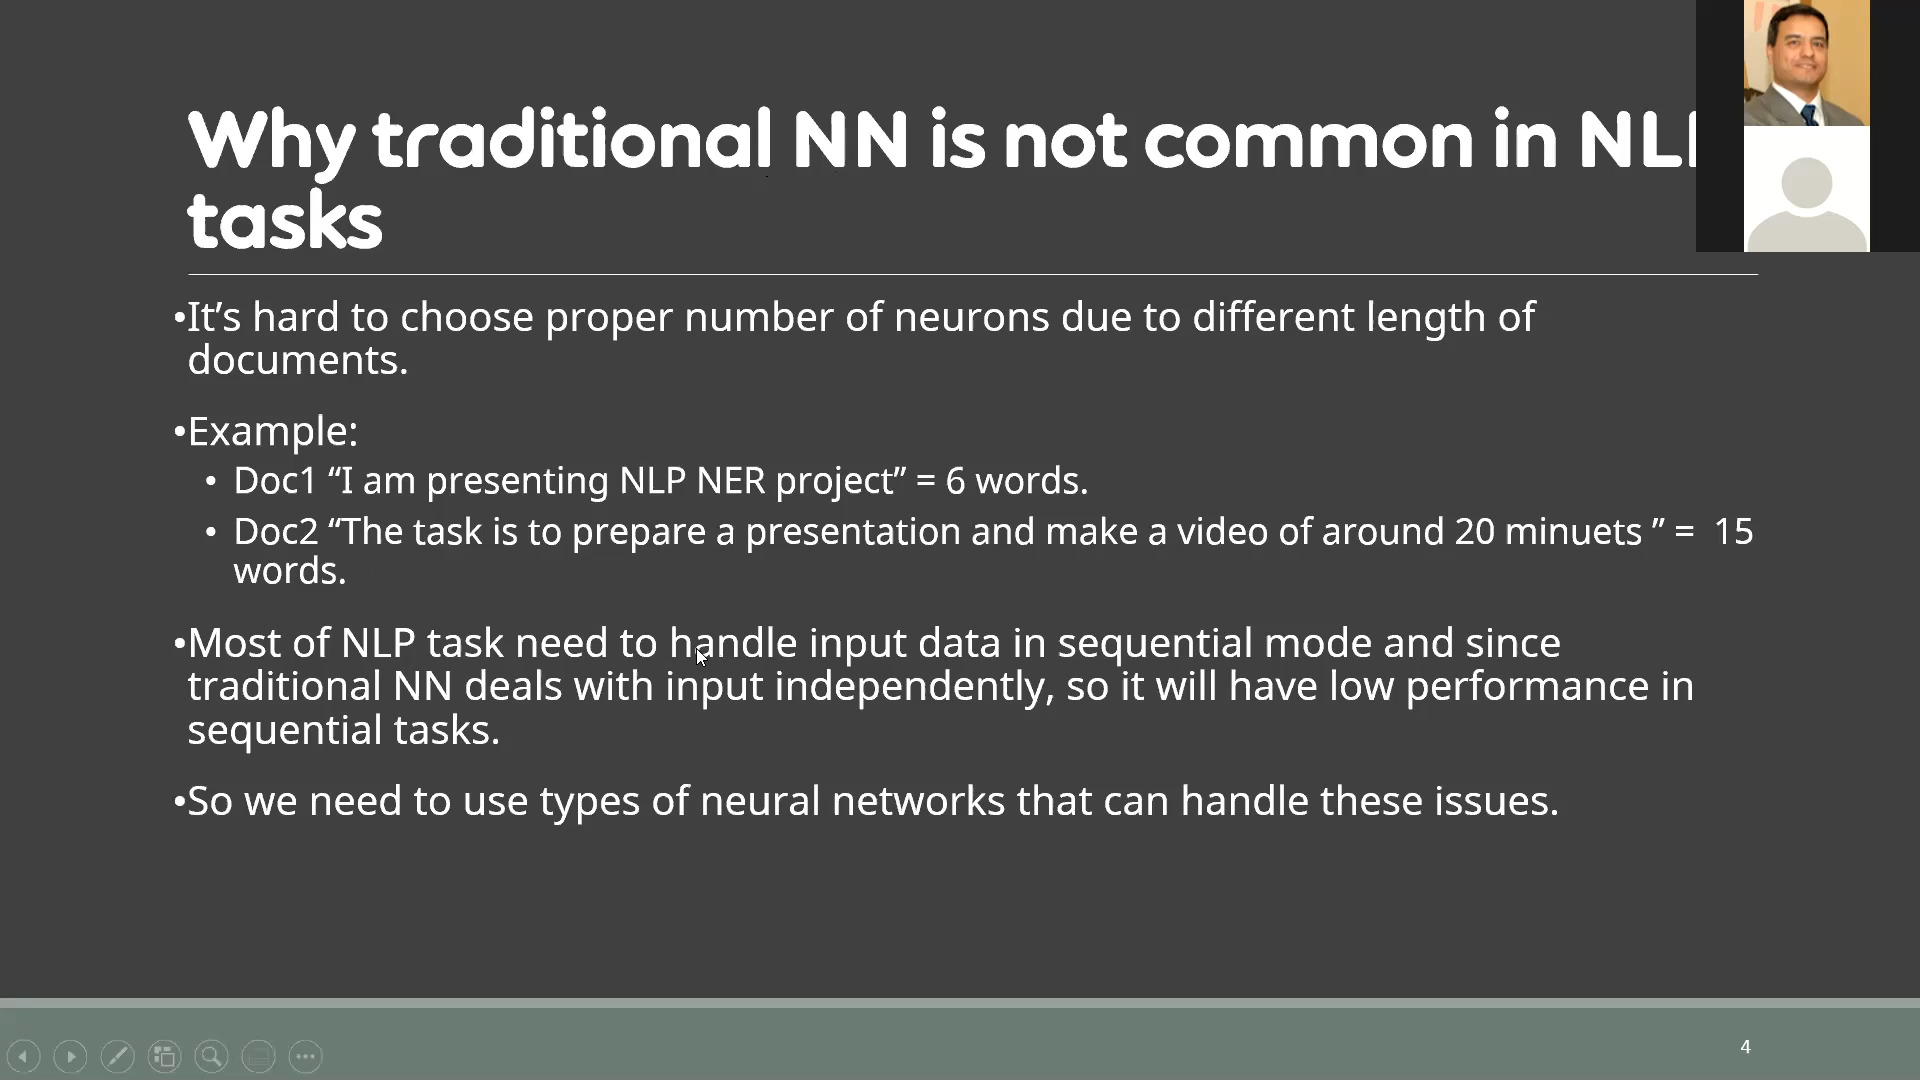 Why traditional NN is not common in NL
tasks
•It’s hard to choose proper number of neurons due to different length of
documents.
•Example:
• Doc1 “I am presenting NLP NER project” = 6 words.
• Doc2 “The task is to prepare a presentation and make a video of around 20 minuets ” = 15
words.
•Most of NLP task need to handle input data in sequential mode and since
traditional NN deals with input independently, so it will have low performance in
sequential tasks.
•So we need to use types of neural networks that can handle these issues.
4